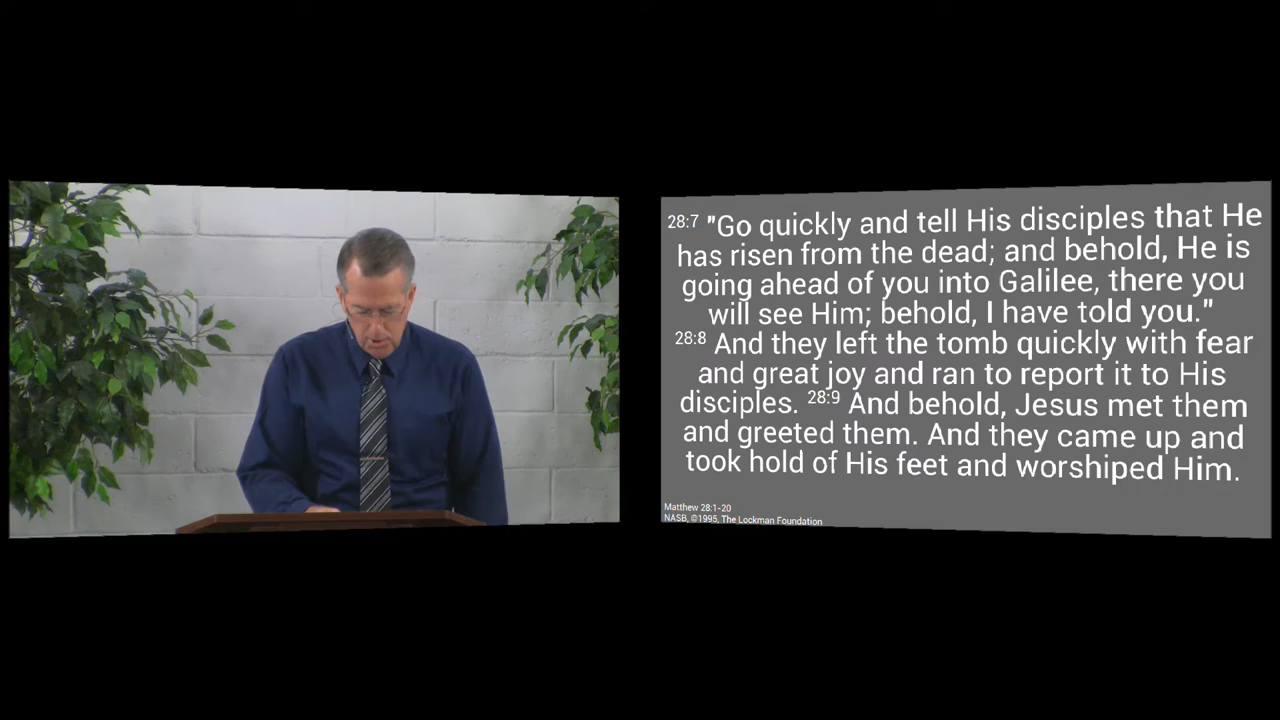 28:7 "Go quickly and tell His disciples that He
has risen from the dead; and behold, He is
going ahead of you into Galilee, there you
will see Him; behold, I have told you."
28:8 And they left the tomb quickly with fear
and great joy and ran to report it to His
disciples. 28:9 And behold, Jesus met them
and greeted them. And they came up and
took hold of His feet and worshiped Him.
Matthew 28:1-20
NASB, ©1995, The Lockman Foundation